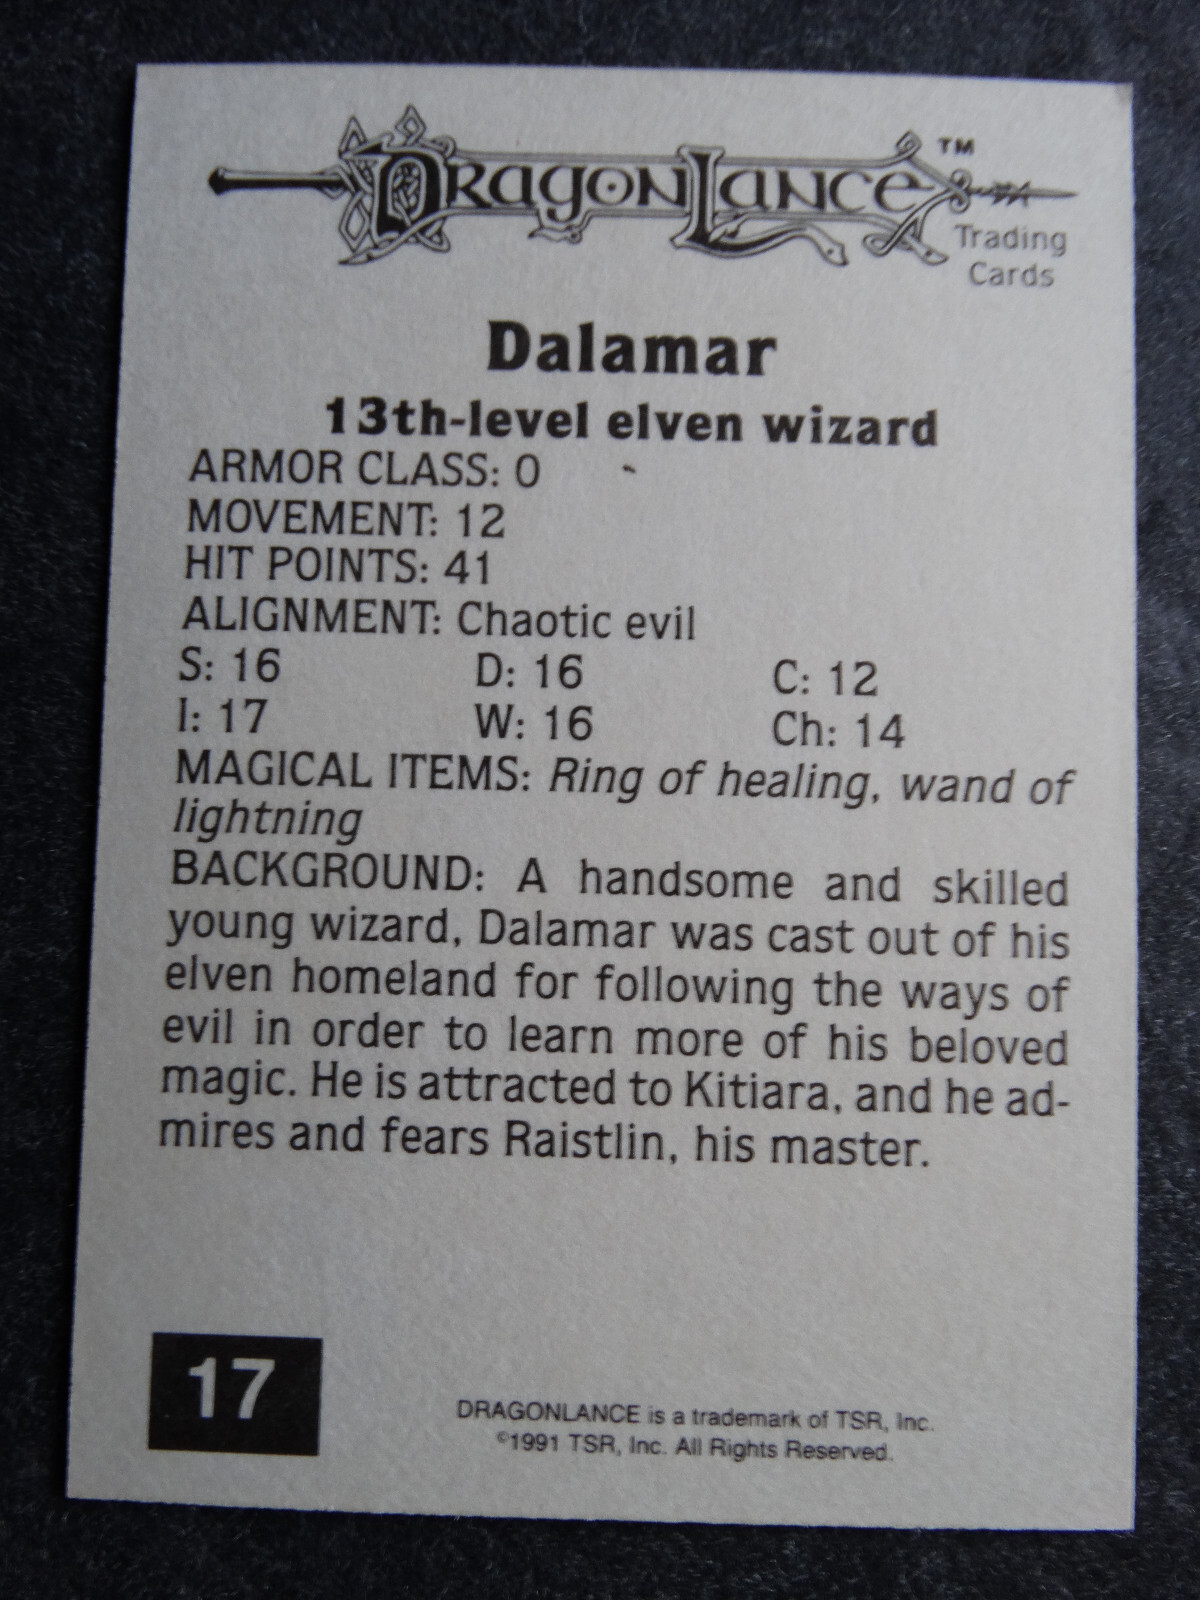 DRAGONLANCE™
Trading
Cards
Dalamar
13th-level elven wizard
ARMOR CLASS: 0
MOVEMENT: 12
HIT POINTS: 41
ALIGNMENT: Chaotic evil
S: 16 D: 16 C: 12
I: 17 W: 16 Ch: 14
MAGICAL ITEMS: Ring of healing, wand of
lightning
BACKGROUND: A handsome and skilled
young wizard, Dalamar was cast out of his
elven homeland for following the ways of
evil in order to learn more of his beloved
magic. He is attracted to Kitiara, and he ad-
mires and fears Raistlin, his master.
17
DRAGONLANCE is a trademark of TSR, Inc.
©1991 TSR, Inc. All Rights Reserved.